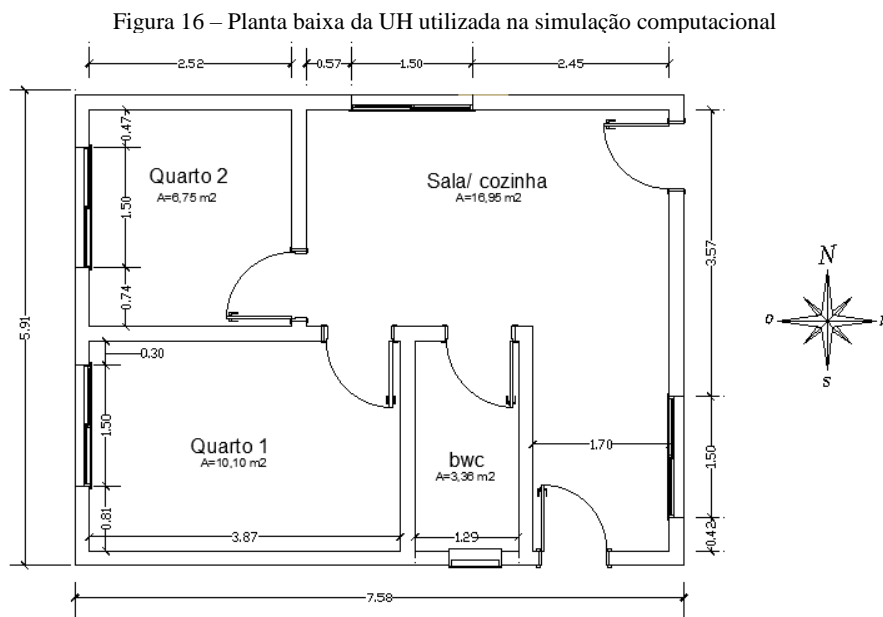 Figura 16 – Planta baixa da UH utilizada na simulação computacional
2.52
0.57
1.50
2.45
0.47
Quarto 2
A=6,75 m2
Sala/ cozinha
A=16,95 m2
1.50
3.57
N
0.74
5.91
O
S
0.30
1.50
Quarto 1
A=10,10 m2
bwc
A=3,36 m2
1.70
1.50
0.81
3.87
1.29
0.42
7.58